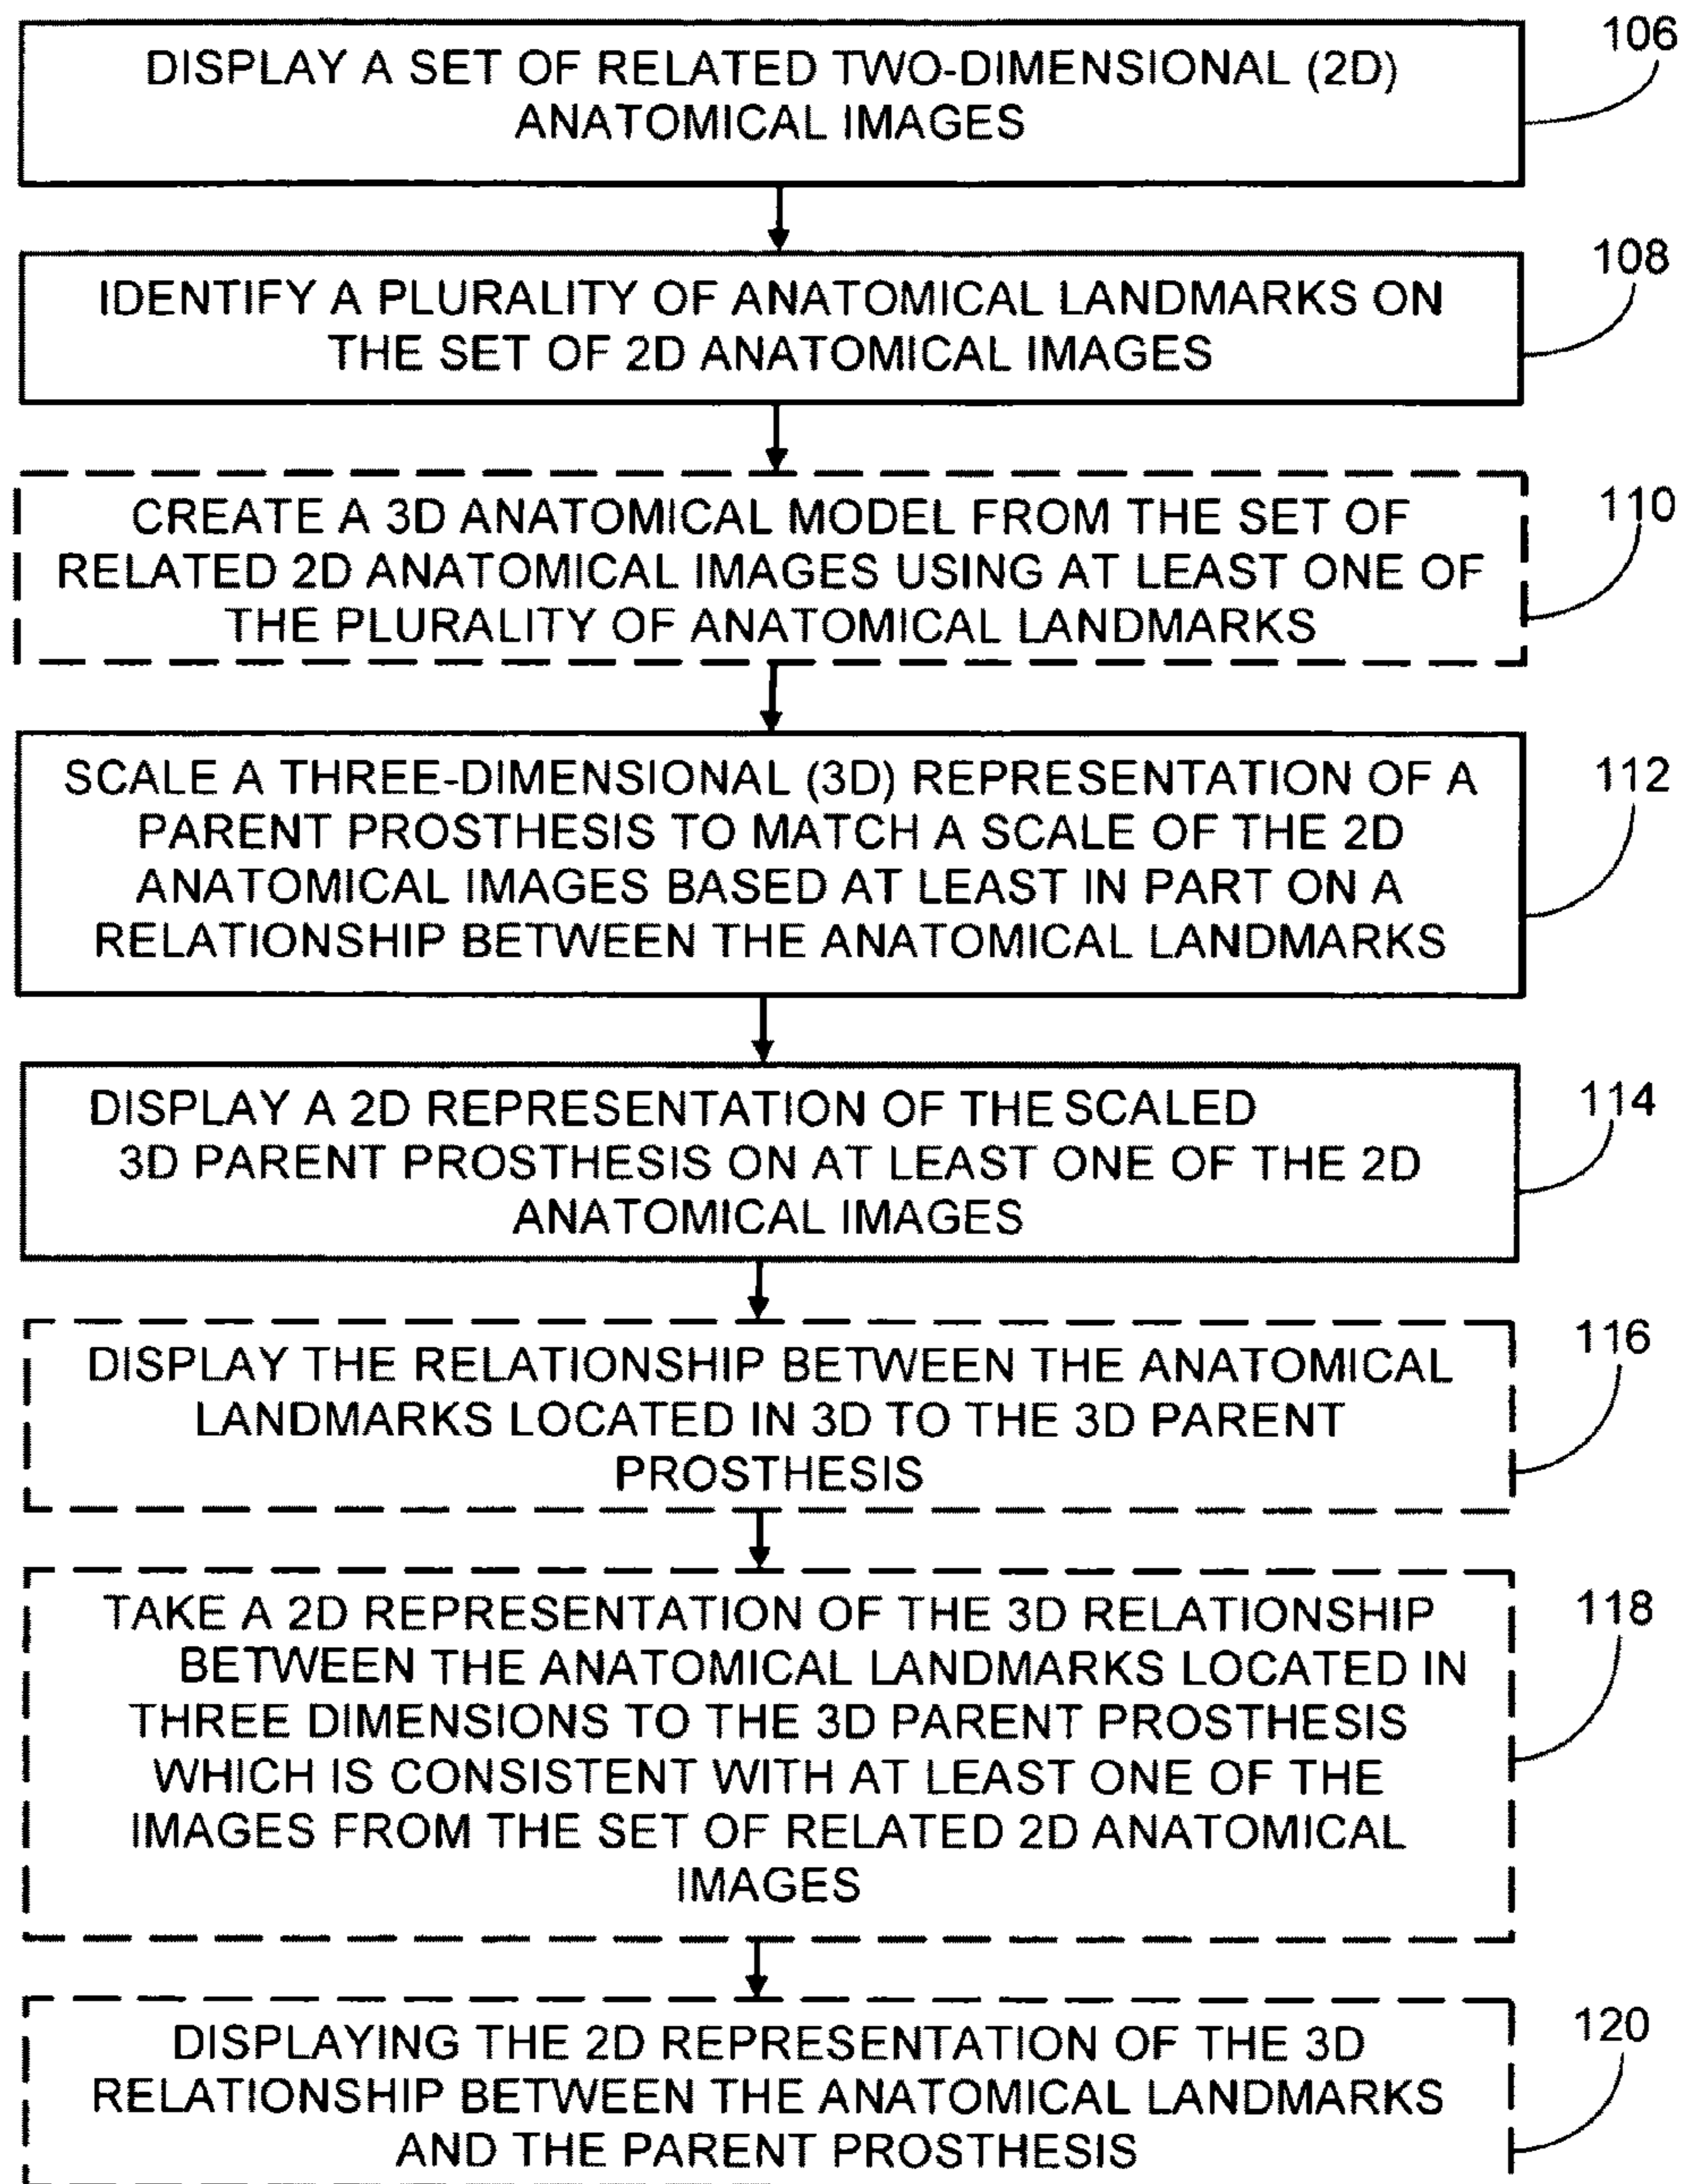 106
DISPLAY A SET OF RELATED TWO-DIMENSIONAL (2D)
ANATOMICAL IMAGES
108
IDENTIFY A PLURALITY OF ANATOMICAL LANDMARKS ON
THE SET OF 2D ANATOMICAL IMAGES
110
CREATE A 3D ANATOMICAL MODEL FROM THE SET OF
RELATED 2D ANATOMICAL IMAGES USING AT LEAST ONE OF
THE PLURALITY OF ANATOMICAL LANDMARKS
112
SCALE A THREE-DIMENSIONAL (3D) REPRESENTATION OF A
PARENT PROSTHESIS TO MATCH A SCALE OF THE 2D
ANATOMICAL IMAGES BASED AT LEAST IN PART ON A
RELATIONSHIP BETWEEN THE ANATOMICAL LANDMARKS
114
DISPLAY A 2D REPRESENTATION OF THE SCALED
3D PARENT PROSTHESIS ON AT LEAST ONE OF THE 2D
ANATOMICAL IMAGES
116
DISPLAY THE RELATIONSHIP BETWEEN THE ANATOMICAL
LANDMARKS LOCATED IN 3D TO THE 3D PARENT
PROSTHESIS
118
TAKE A 2D REPRESENTATION OF THE 3D RELATIONSHIP
BETWEEN THE ANATOMICAL LANDMARKS LOCATED IN
THREE DIMENSIONS TO THE 3D PARENT PROSTHESIS
WHICH IS CONSISTENT WITH AT LEAST ONE OF THE
IMAGES FROM THE SET OF RELATED 2D ANATOMICAL
IMAGES
120
DISPLAYING THE 2D REPRESENTATION OF THE 3D
RELATIONSHIP BETWEEN THE ANATOMICAL LANDMARKS
AND THE PARENT PROSTHESIS